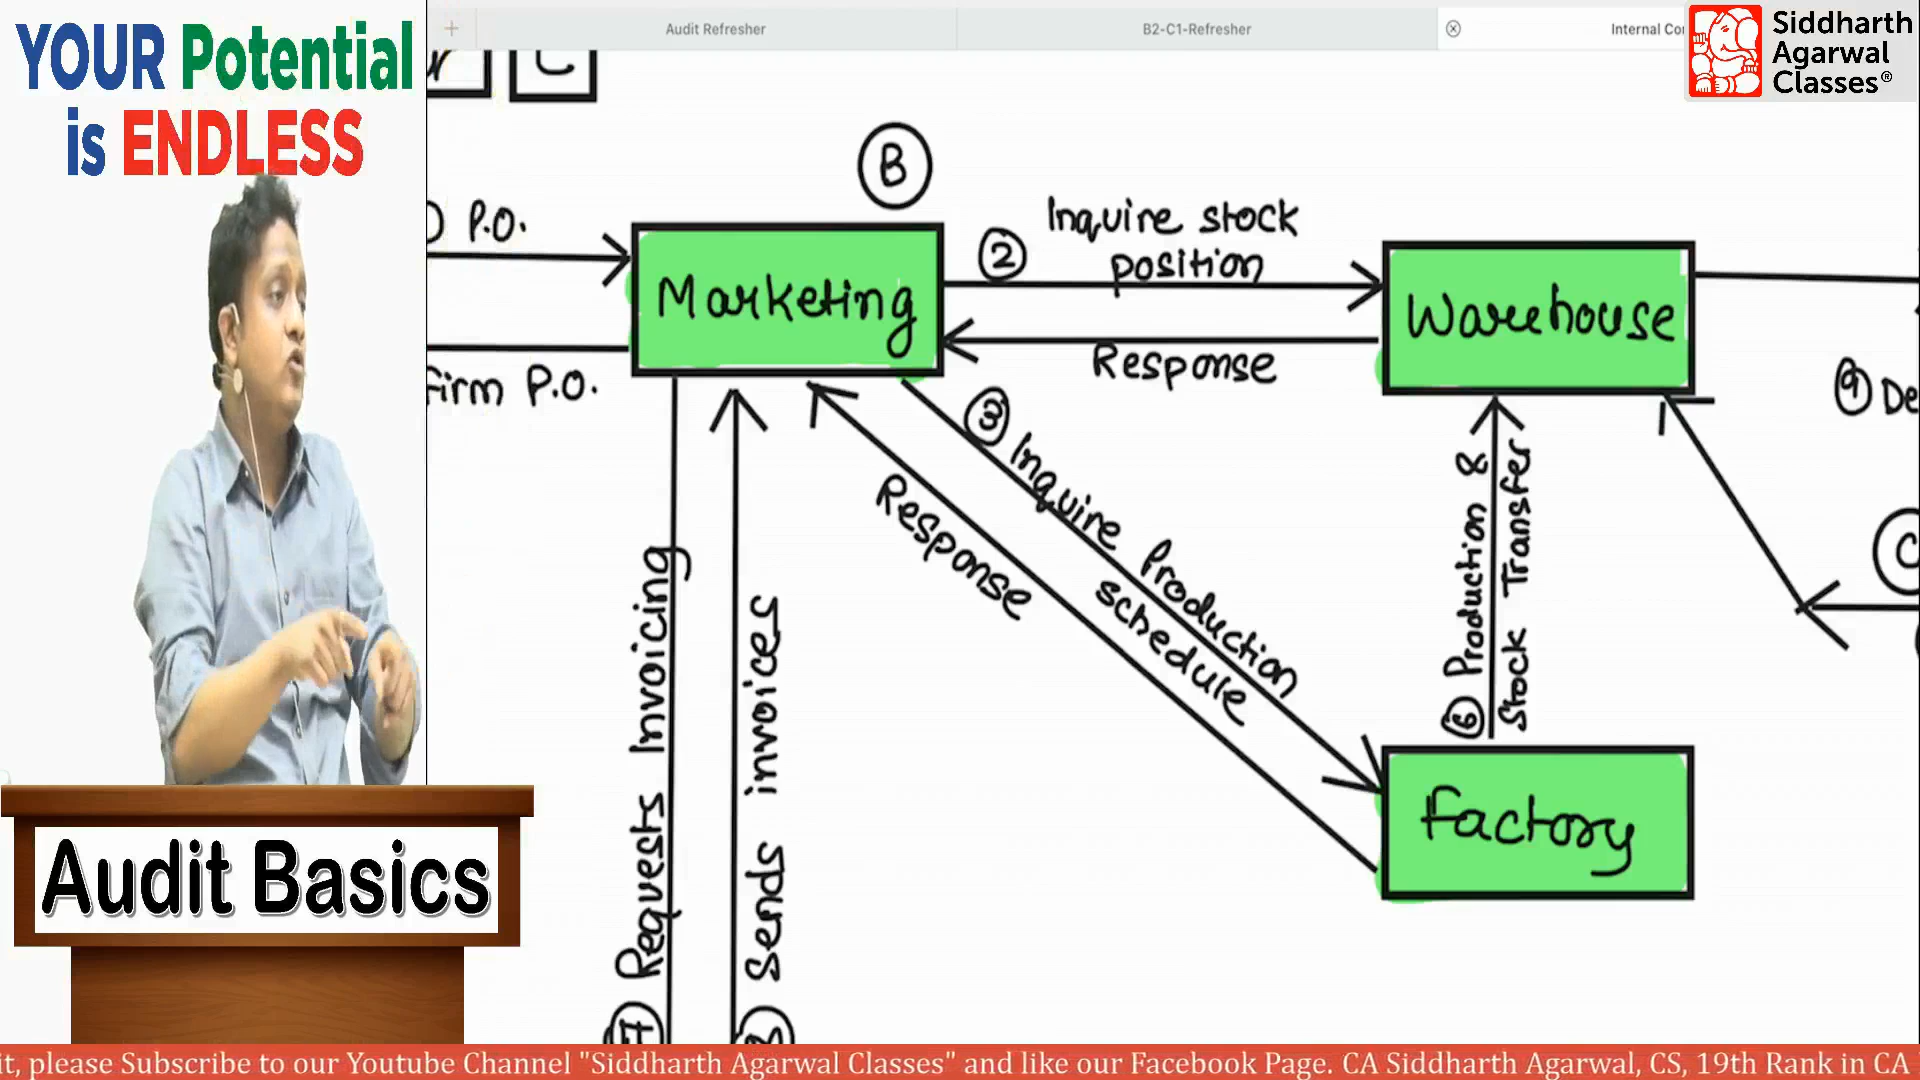 YOUR Potential
is ENDLESS
Audit Refresher
B2-C1-Refresher
Internal
Siddharth
Agarwal
Classes®
B
P.O.
2
Inquire stock
position
Marketing
Warehouse
Response
Firm P.O.
9
3 Inquire Production
schedule
Response
6 Production &
Stock Transfer
7 Requests Invoicing
8 Sends invoices
Factory
Audit Basics
it, please Subscribe to our Youtube Channel "Siddharth Agarwal Classes" and like our Facebook Page. CA Siddharth Agarwal, CS, 19th Rank in CA